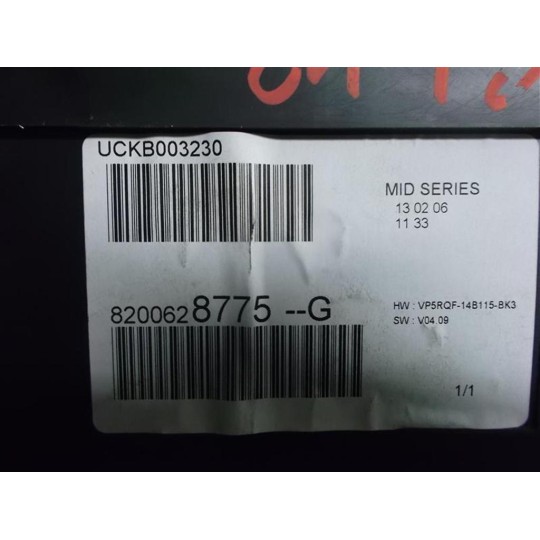 UCKB003230
MID SERIES
13 02 06
11 33
8200628775 --G
HW : VP5RQF-14B115-BK3
SW : V04.09
1/1